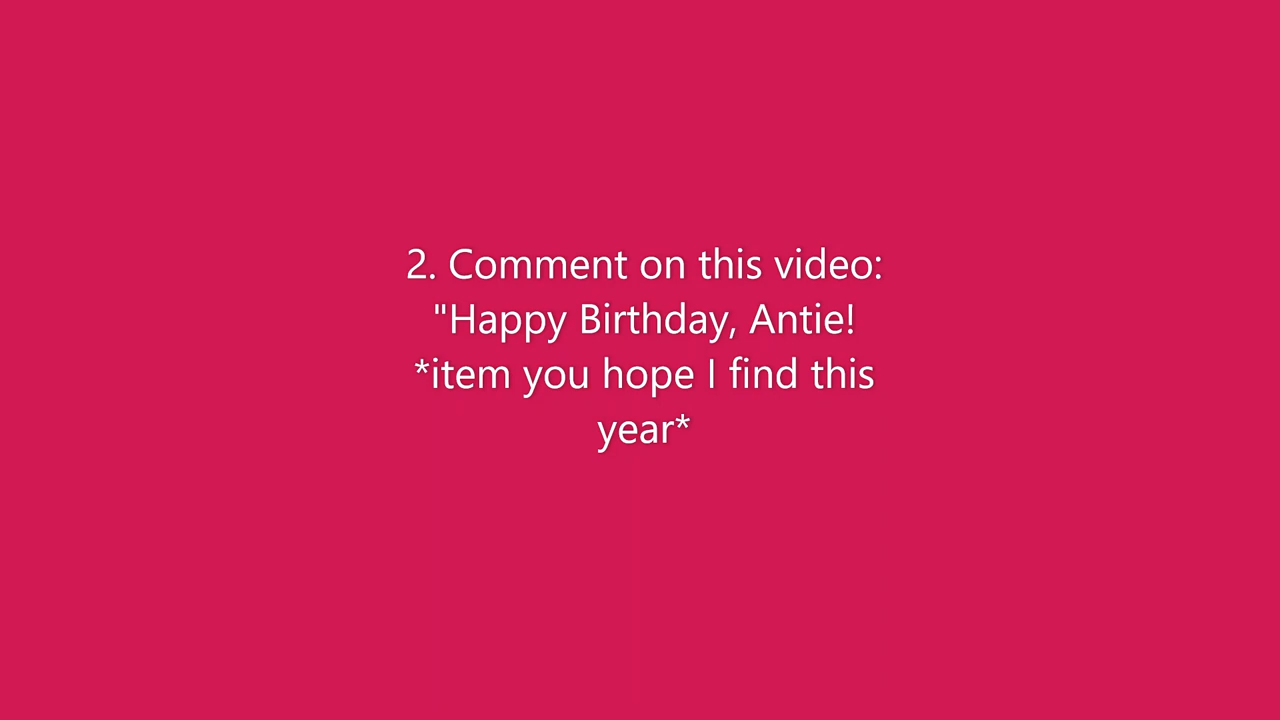 2. Comment on this video:
"Happy Birthday, Antie!
*item you hope I find this
year*